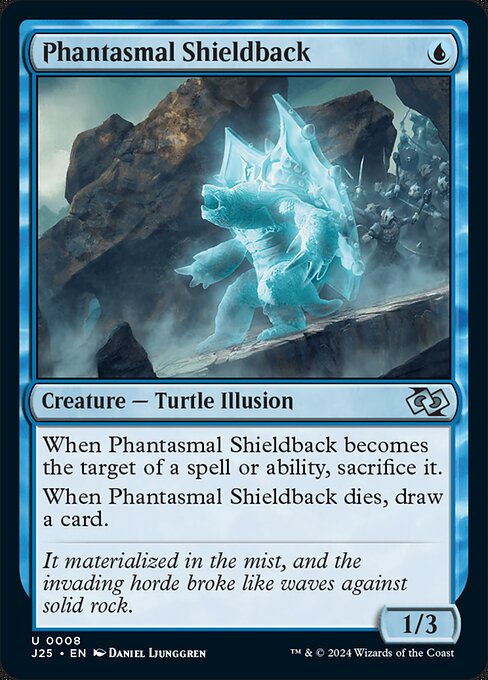 Phantasmal Shieldback
Creature — Turtle Illusion
When Phantasmal Shieldback becomes
the target of a spell or ability, sacrifice it.
When Phantasmal Shieldback dies, draw
a card.
It materialized in the mist, and the
invading horde broke like waves against
solid rock.
1/3
U 0008
J25 • EN Daniel Ljunggren
™ & © 2024 Wizards of the Coast